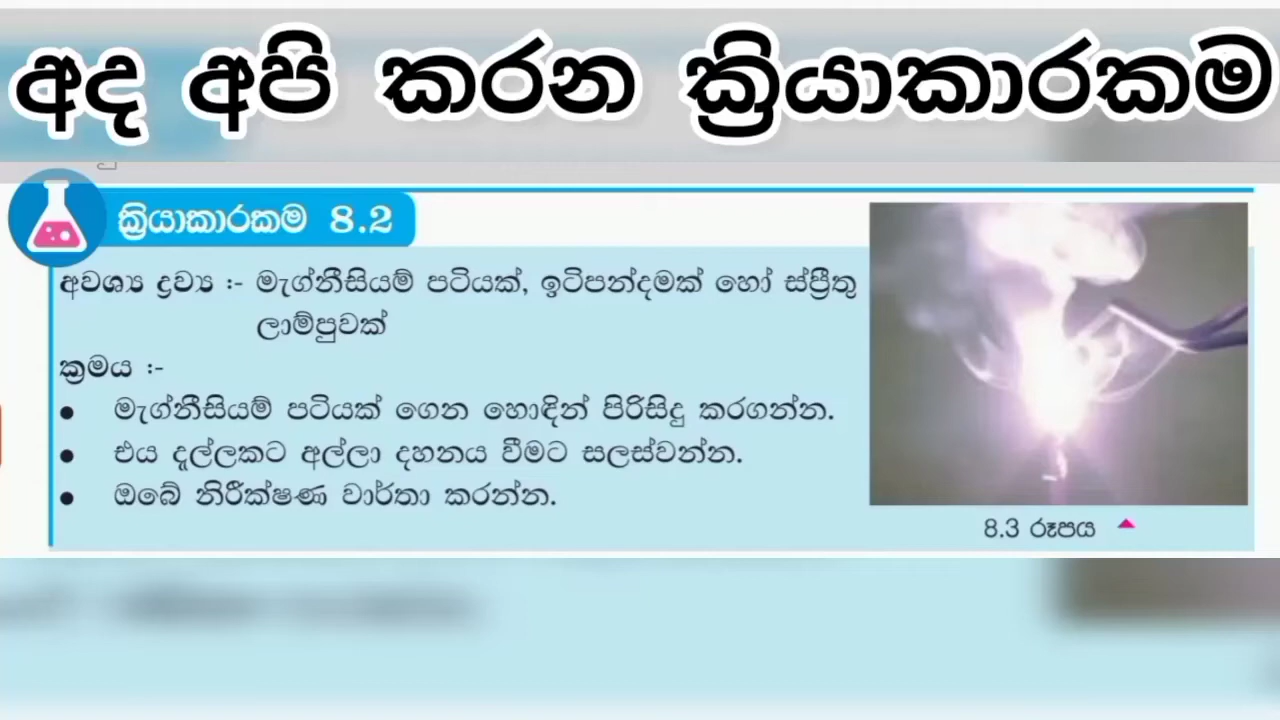 අද අපි කරන ක්‍රියාකාරකම
ක්‍රියාකාරකම 8.2
අවශ්‍ය ද්‍රව්‍ය :- මැග්නීසියම් පටියක්, ඉටිපන්දමක් හෝ ස්ප්‍රීතු
ලාම්පුවක්
ක්‍රමය :-
● මැග්නීසියම් පටියක් ගෙන හොඳින් පිරිසිදු කරගන්න.
● එය දැල්ලකට අල්ලා දහනය වීමට සලස්වන්න.
● ඔබේ නිරීක්ෂණ වාර්තා කරන්න.
8.3 රූපය